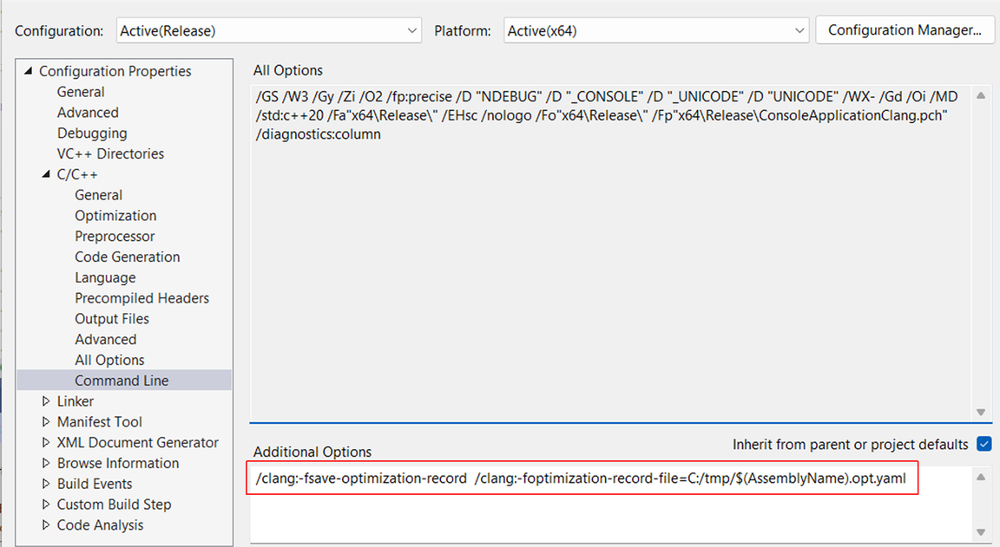 Configuration: Active(Release) Platform: Active(x64) Configuration Manager...
Configuration Properties
General
Advanced
Debugging
VC++ Directories
C/C++
General
Optimization
Preprocessor
Code Generation
Language
Precompiled Headers
Output Files
Advanced
All Options
Command Line
Linker
Manifest Tool
XML Document Generator
Browse Information
Build Events
Custom Build Step
Code Analysis
All Options
/GS /W3 /Gy /Zi /O2 /fp:precise /D "NDEBUG" /D "_CONSOLE" /D "_UNICODE" /D "UNICODE" /WX- /Gd /Oi /MD
/std:c++20 /Fa"x64\Release\" /EHsc /nologo /Fo"x64\Release\" /Fp"x64\Release\ConsoleApplicationClang.pch"
/diagnostics:column
Inherit from parent or project defaults
Additional Options
/clang:-fsave-optimization-record  /clang:-foptimization-record-file=C:/tmp/$(AssemblyName).opt.yaml